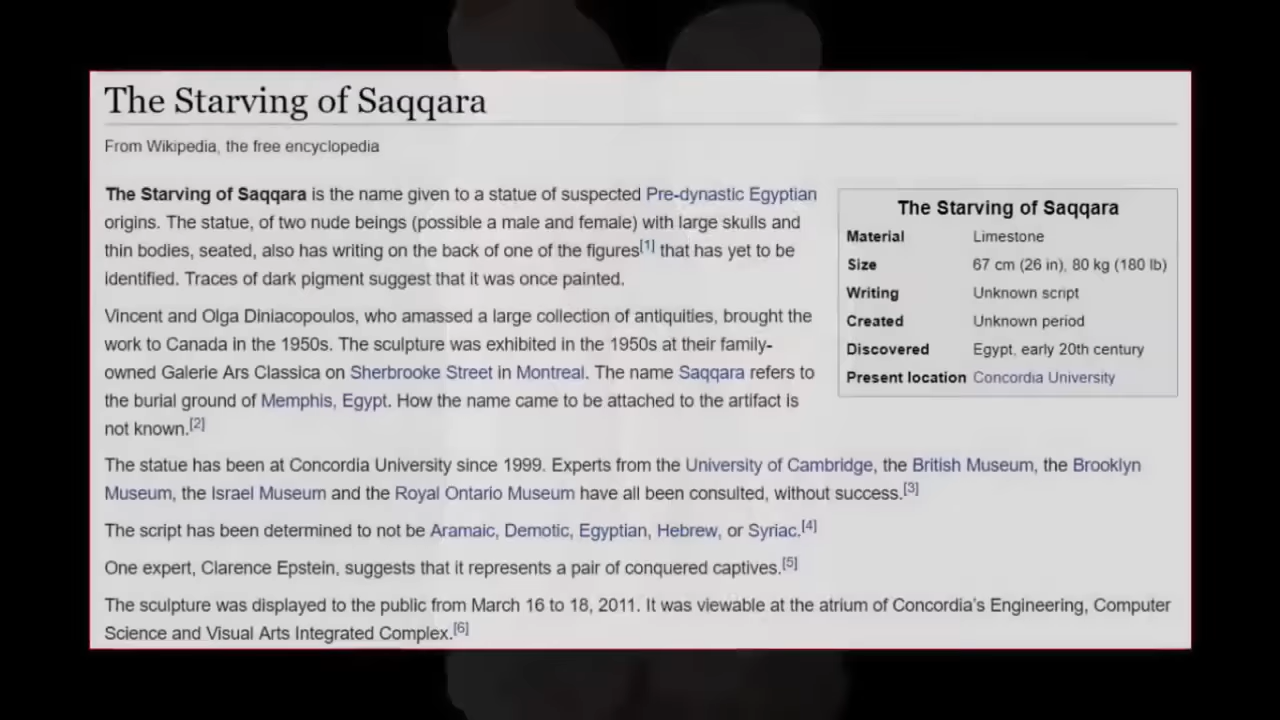 The Starving of Saqqara
From Wikipedia, the free encyclopedia
The Starving of Saqqara is the name given to a statue of suspected Pre-dynastic Egyptian
origins. The statue, of two nude beings (possible a male and female) with large skulls and
thin bodies, seated, also has writing on the back of one of the figures[1] that has yet to be
identified. Traces of dark pigment suggest that it was once painted.
Vincent and Olga Diniacopoulos, who amassed a large collection of antiquities, brought the
work to Canada in the 1950s. The sculpture was exhibited in the 1950s at their family-
owned Galerie Ars Classica on Sherbrooke Street in Montreal. The name Saqqara refers to
the burial ground of Memphis, Egypt. How the name came to be attached to the artifact is
not known.[2]
The Starving of Saqqara
Material Limestone
Size 67 cm (26 in), 80 kg (180 lb)
Writing Unknown script
Created Unknown period
Discovered Egypt, early 20th century
Present location Concordia University
The statue has been at Concordia University since 1999. Experts from the University of Cambridge, the British Museum, the Brooklyn
Museum, the Israel Museum and the Royal Ontario Museum have all been consulted, without success.[3]
The script has been determined to not be Aramaic, Demotic, Egyptian, Hebrew, or Syriac.[4]
One expert, Clarence Epstein, suggests that it represents a pair of conquered captives.[5]
The sculpture was displayed to the public from March 16 to 18, 2011. It was viewable at the atrium of Concordia's Engineering, Computer
Science and Visual Arts Integrated Complex.[6]